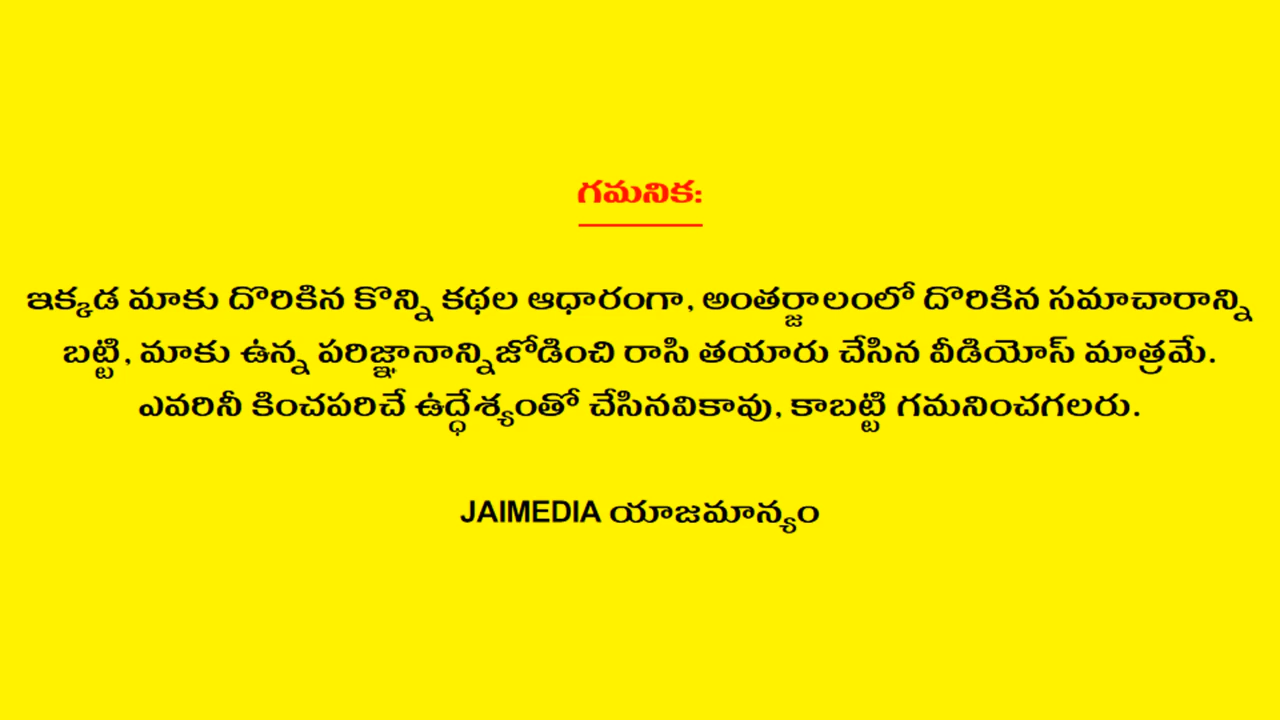 గమనిక:
ఇక్కడ మాకు దొరికిన కొన్ని కథల ఆధారంగా, అంతర్జాలంలో దొరికిన సమాచారాన్ని
బట్టి, మాకు ఉన్న పరిజ్ఞానాన్నిజోడించి రాసి తయారు చేసిన వీడియోస్ మాత్రమే.
ఎవరినీ కించపరిచే ఉద్ధేశ్యంతో చేసినవికావు, కాబట్టి గమనించగలరు.
JAIMEDIA యాజమాన్యం